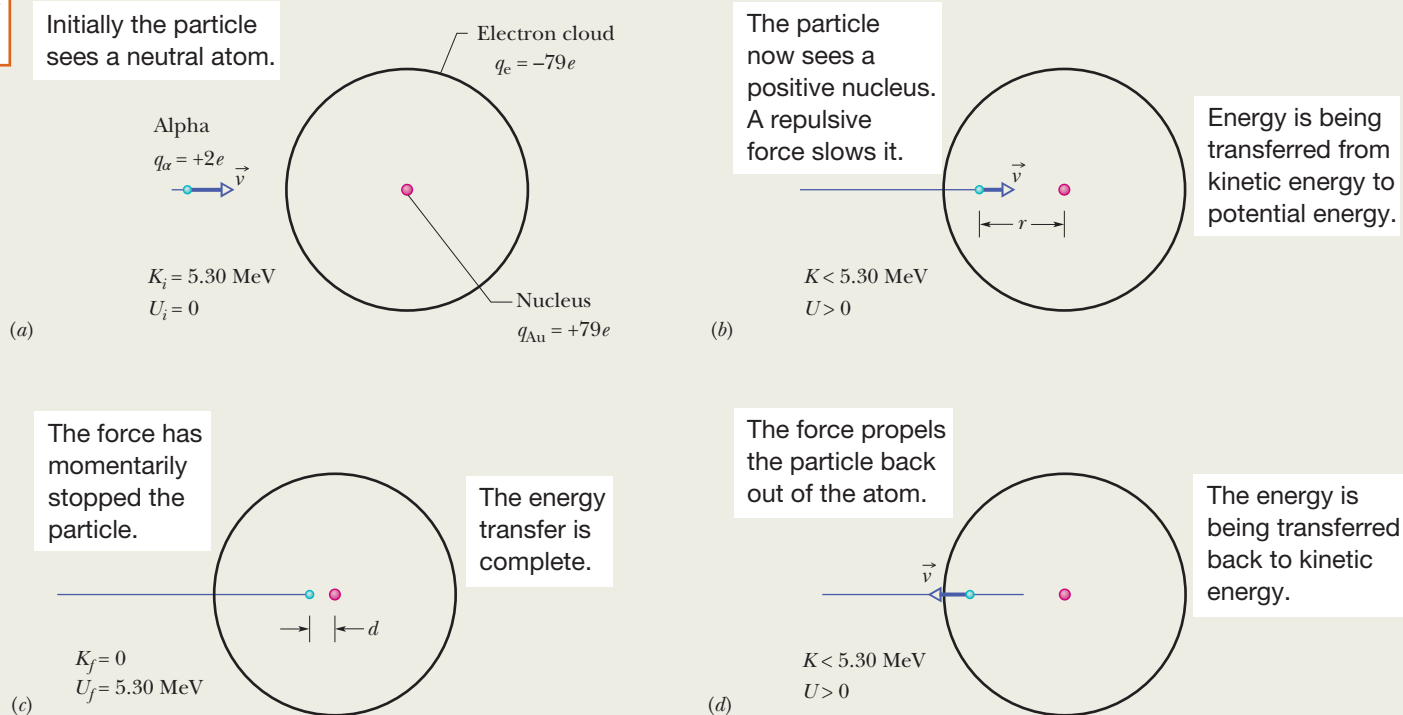 Initially the particle
sees a neutral atom.
Electron cloud
qₑ = –79e
Alpha
q_α = +2e
v⃗
Kᵢ = 5.30 MeV
Uᵢ = 0
Nucleus
q_Au = +79e
(a)
The particle
now sees a
positive nucleus.
A repulsive
force slows it.
Energy is being
transferred from
kinetic energy to
potential energy.
v⃗
r
K < 5.30 MeV
U > 0
(b)
The force has
momentarily
stopped the
particle.
The energy
transfer is
complete.
d
K_f = 0
U_f = 5.30 MeV
(c)
The force propels
the particle back
out of the atom.
The energy is
being transferred
back to kinetic
energy.
v⃗
K < 5.30 MeV
U > 0
(d)